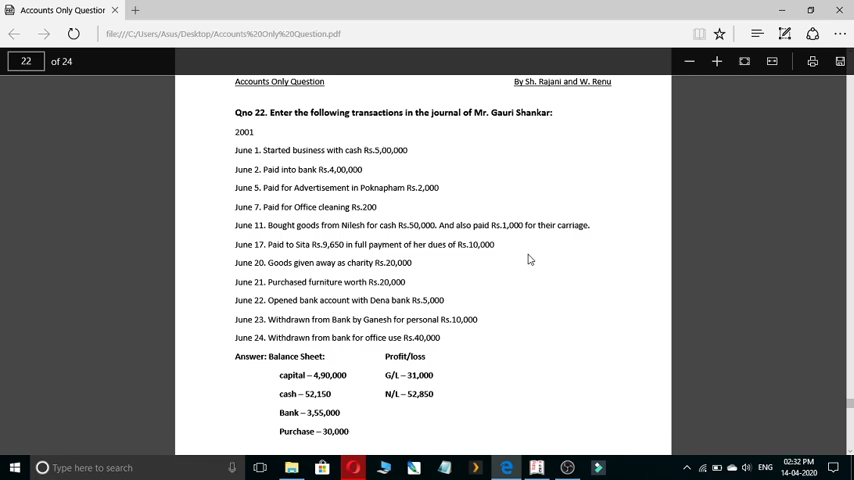 Accounts Only Question
file:///C:/Users/Asus/Desktop/Accounts%20Only%20Question.pdf
22 of 24
Accounts Only Question By Sh. Rajani and W. Renu
Qno 22. Enter the following transactions in the journal of Mr. Gauri Shankar:
2001
June 1. Started business with cash Rs.5,00,000
June 2. Paid into bank Rs.4,00,000
June 5. Paid for Advertisement in Poknapham Rs.2,000
June 7. Paid for Office cleaning Rs.200
June 11. Bought goods from Nilesh for cash Rs.50,000. And also paid Rs.1,000 for their carriage.
June 17. Paid to Sita Rs.9,650 in full payment of her dues of Rs.10,000
June 20. Goods given away as charity Rs.20,000
June 21. Purchased furniture worth Rs.20,000
June 22. Opened bank account with Dena bank Rs.5,000
June 23. Withdrawn from Bank by Ganesh for personal Rs.10,000
June 24. Withdrawn from bank for office use Rs.40,000
Answer: Balance Sheet: Profit/loss
capital – 4,90,000 G/L – 31,000
cash – 52,150 N/L – 52,850
Bank – 3,55,000
Purchase – 30,000
Type here to search
ENG
02:32 PM
14-04-2020